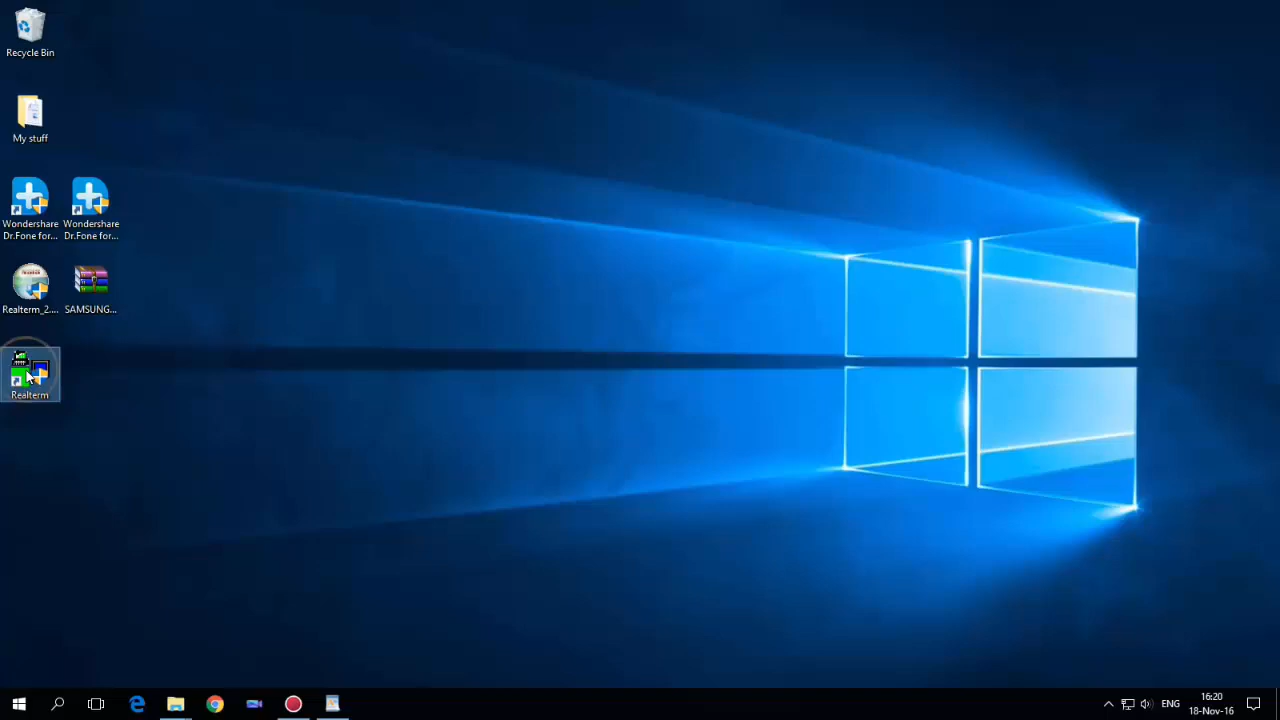 Recycle Bin
My stuff
Wondershare
Dr.Fone for...
Wondershare
Dr.Fone for...
Realterm_2....
SAMSUNG...
Realterm
ENG
16:20
18-Nov-16